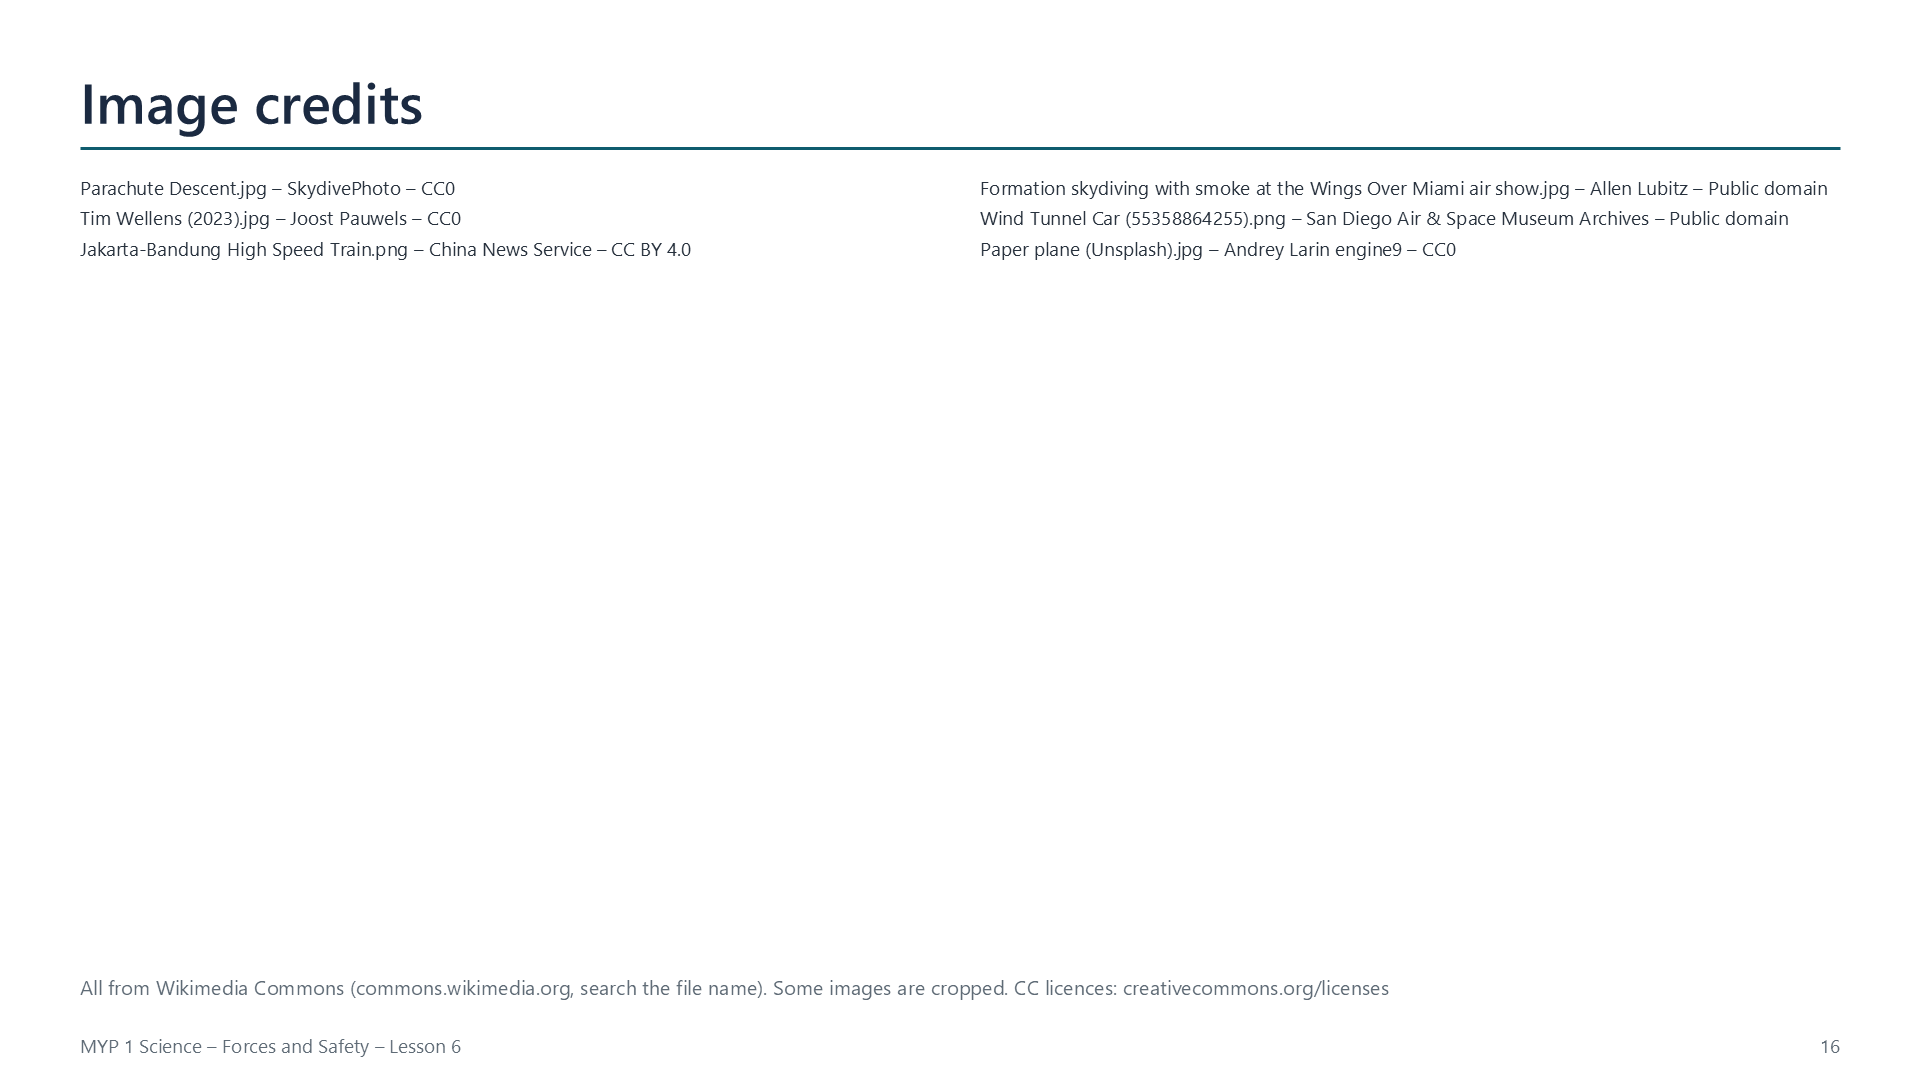 Image credits
Parachute Descent.jpg – SkydivePhoto – CC0
Tim Wellens (2023).jpg – Joost Pauwels – CC0
Jakarta-Bandung High Speed Train.png – China News Service – CC BY 4.0
Formation skydiving with smoke at the Wings Over Miami air show.jpg – Allen Lubitz – Public domain
Wind Tunnel Car (55358864255).png – San Diego Air & Space Museum Archives – Public domain
Paper plane (Unsplash).jpg – Andrey Larin engine9 – CC0
All from Wikimedia Commons (commons.wikimedia.org, search the file name). Some images are cropped. CC licences: creativecommons.org/licenses
MYP 1 Science – Forces and Safety – Lesson 6
16